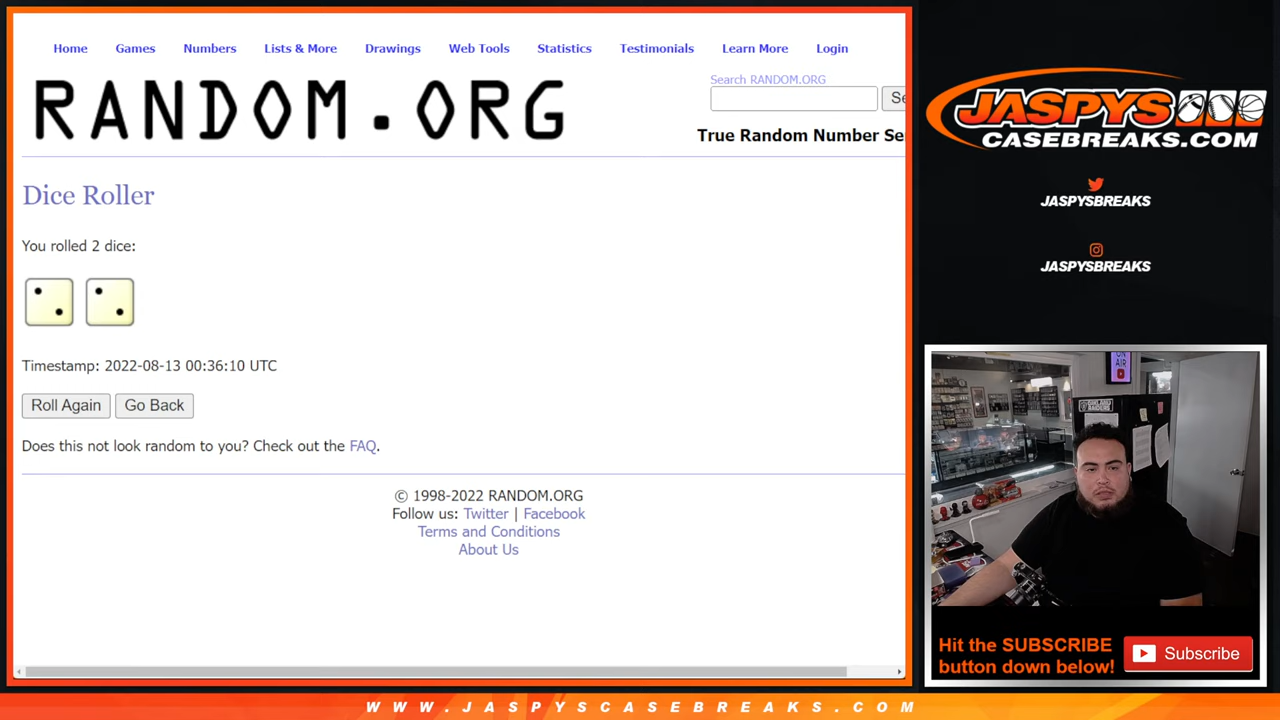 Home Games Numbers Lists & More Drawings Web Tools Statistics Testimonials Learn More Login
RANDOM.ORG
Search RANDOM.ORG
Se
True Random Number Se
Dice Roller
You rolled 2 dice:
Timestamp: 2022-08-13 00:36:10 UTC
Roll Again Go Back
Does this not look random to you? Check out the FAQ.
© 1998-2022 RANDOM.ORG
Follow us: Twitter | Facebook
Terms and Conditions
About Us
JASPYS
CASEBREAKS.COM
JASPYSBREAKS
JASPYSBREAKS
ON
AIR
Hit the SUBSCRIBE
button down below!
Subscribe
WWW.JASPYSCASEBREAKS.COM